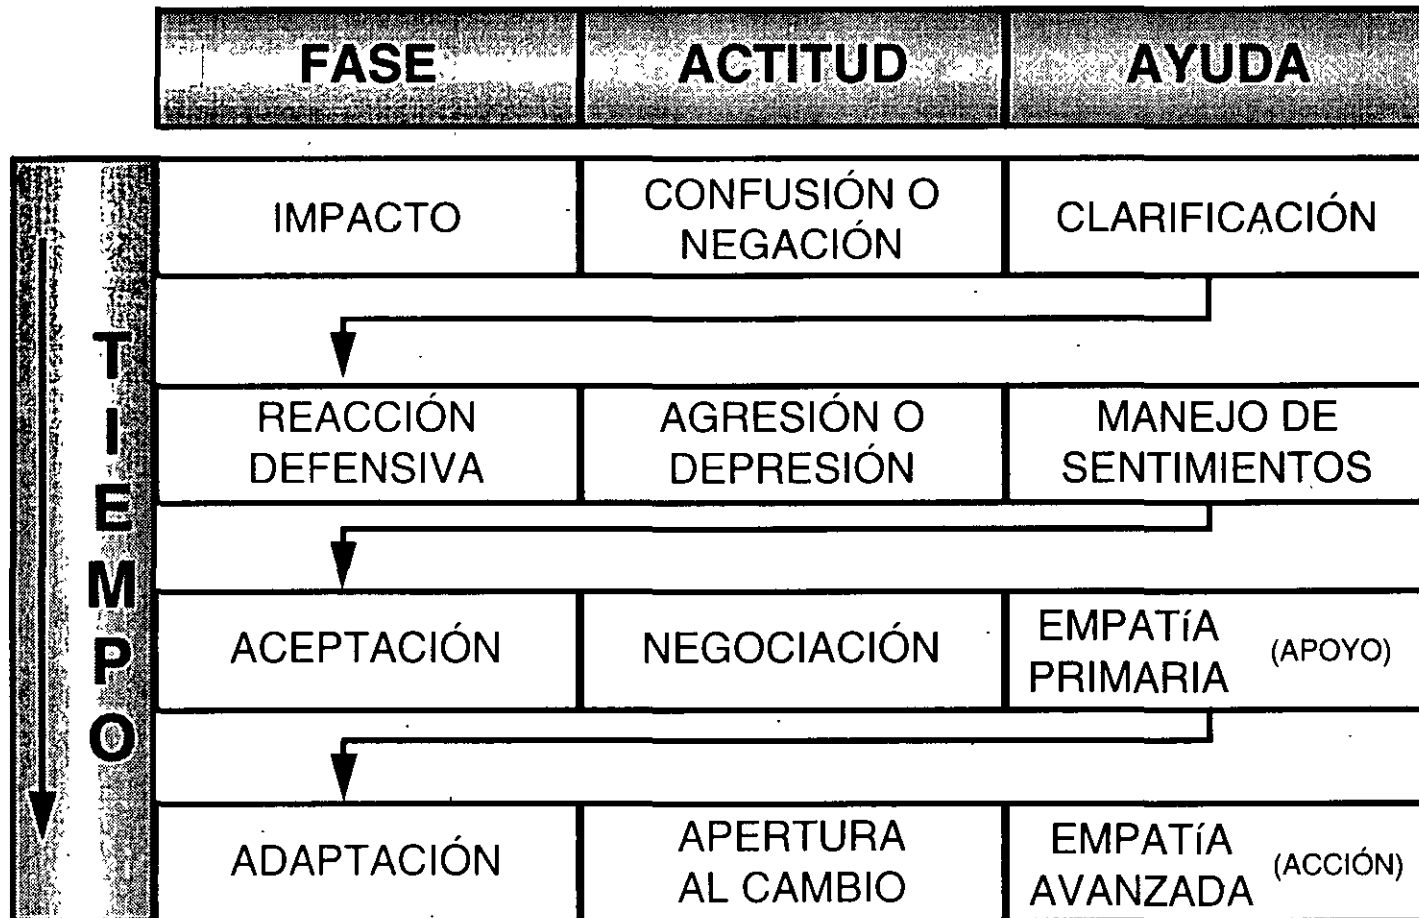 FASE ACTITUD AYUDA
TIEMPO
IMPACTO
CONFUSIÓN O
NEGACIÓN
CLARIFICACIÓN
REACCIÓN
DEFENSIVA
AGRESIÓN O
DEPRESIÓN
MANEJO DE
SENTIMIENTOS
ACEPTACIÓN
NEGOCIACIÓN
EMPATíA
PRIMARIA
(APOYO)
ADAPTACIÓN
APERTURA
AL CAMBIO
EMPATíA
AVANZADA
(ACCIÓN)